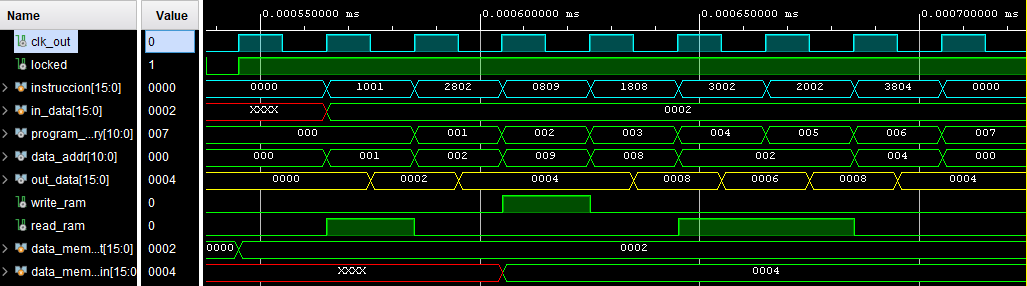 Name Value 0.000550000 ms 0.000600000 ms 0.000650000 ms 0.000700000 ms
clk_out 0
locked 1
instruccion[15:0] 0000 0000 1001 2802 0809 1808 3002 2002 3804 0000
in_data[15:0] 0002 XXXX 0002
program_...ry[10:0] 007 000 001 002 003 004 005 006 007
data_addr[10:0] 000 000 001 002 009 008 002 004 000
out_data[15:0] 0004 0000 0002 0004 0008 0006 0008 0004
write_ram 0
read_ram 0
data_mem...t[15:0] 0002 0000 0002
data_mem...in[15:0] 0004 XXXX 0004